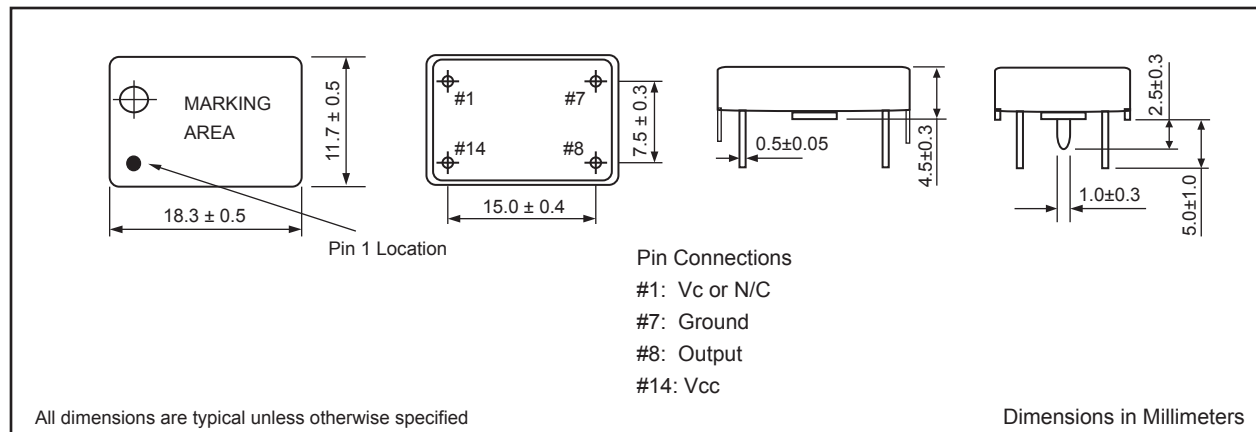 MARKING
AREA
11.7 ± 0.5
18.3 ± 0.5
Pin 1 Location
#1
#7
#14
#8
7.5 ± 0.3
15.0 ± 0.4
0.5±0.05
4.5±0.3
2.5±0.3
1.0±0.3
5.0±1.0
Pin Connections
#1: Vc or N/C
#7: Ground
#8: Output
#14: Vcc
All dimensions are typical unless otherwise specified
Dimensions in Millimeters